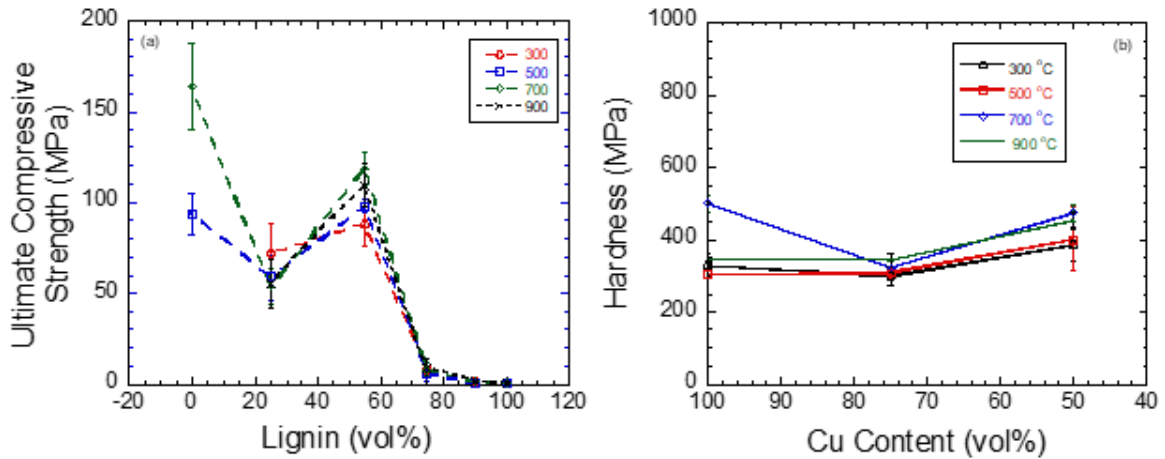 (a)
300
500
700
900
200
150
100
50
0
-20
0
20
40
60
80
100
120
Ultimate Compressive
Strength (MPa)
Lignin (vol%)
(b)
300 °C
500 °C
700 °C
900 °C
1000
800
600
400
200
0
100
90
80
70
60
50
40
Hardness (MPa)
Cu Content (vol%)